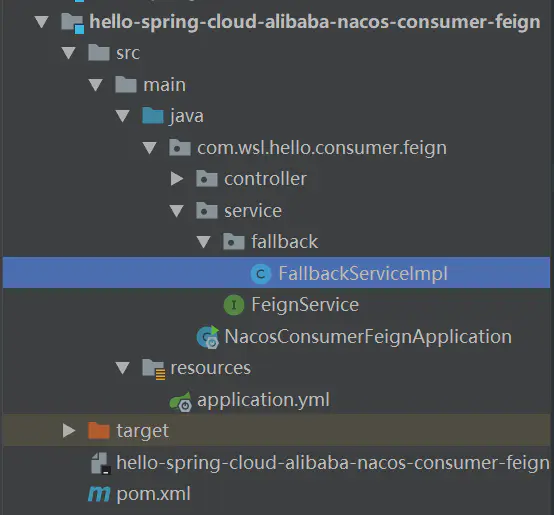 hello-spring-cloud-alibaba-nacos-consumer-feign
src
main
java
com.wsl.hello.consumer.feign
controller
service
fallback
FallbackServiceImpl
FeignService
NacosConsumerFeignApplication
resources
application.yml
target
hello-spring-cloud-alibaba-nacos-consumer-feign
pom.xml